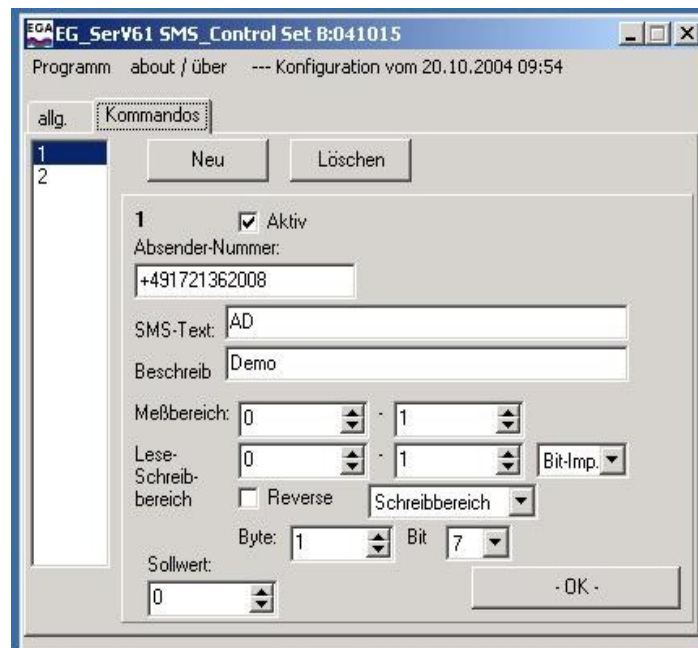 EGA EG_SerV61 SMS_Control Set B:041015
Programm about / über --- Konfiguration vom 20.10.2004 09:54
allg. Kommandos
1
2
Neu Löschen
1 Aktiv
Absender-Nummer:
+491721362008
SMS-Text: AD
Beschreib Demo
Meßbereich: 0 - 1
Lese-
Schreib-
bereich
0 - 1 Bit-Imp.
Reverse Schreibbereich
Byte: 1 Bit 7
Sollwert:
0
- OK -